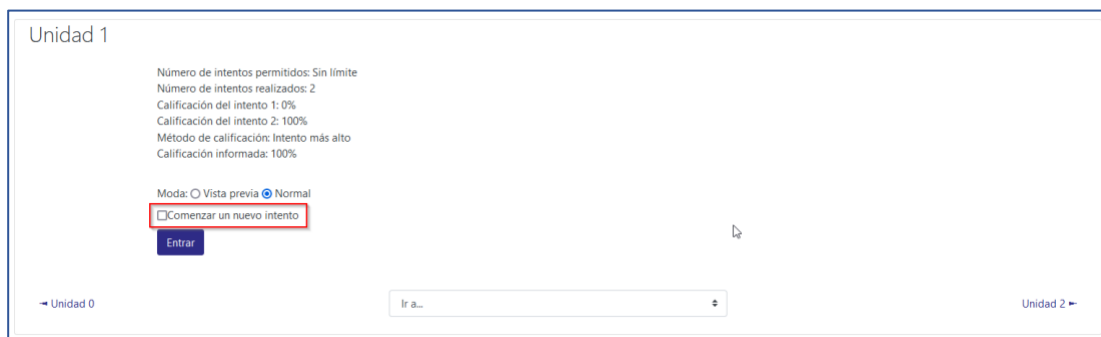 Unidad 1
Número de intentos permitidos: Sin límite
Número de intentos realizados: 2
Calificación del intento 1: 0%
Calificación del intento 2: 100%
Método de calificación: Intento más alto
Calificación informada: 100%
Moda: Vista previa Normal
Comenzar un nuevo intento
Entrar
◄ Unidad 0 Ir a... Unidad 2 ►